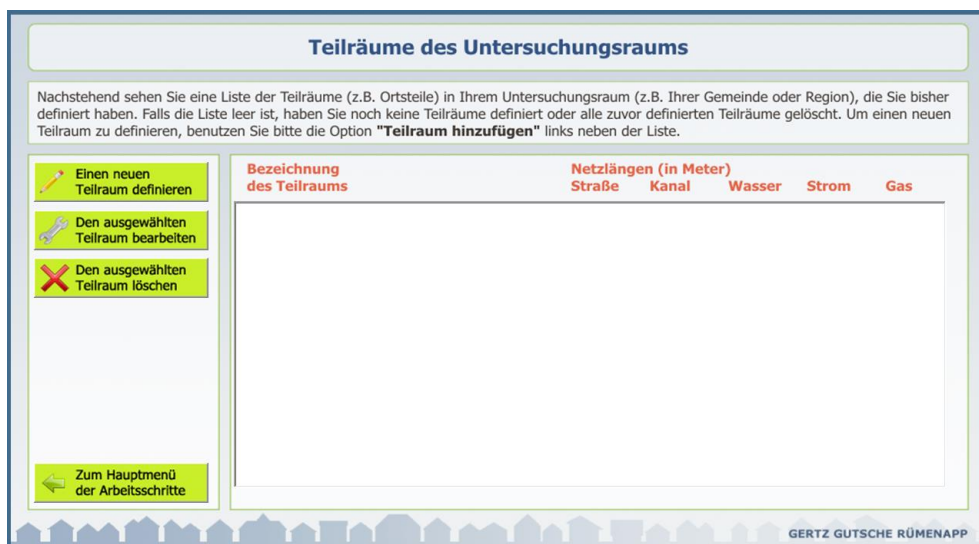 Teilräume des Untersuchungsraums
Nachstehend sehen Sie eine Liste der Teilräume (z.B. Ortsteile) in Ihrem Untersuchungsraum (z.B. Ihrer Gemeinde oder Region), die Sie bisher
definiert haben. Falls die Liste leer ist, haben Sie noch keine Teilräume definiert oder alle zuvor definierten Teilräume gelöscht. Um einen neuen
Teilraum zu definieren, benutzen Sie bitte die Option "Teilraum hinzufügen" links neben der Liste.
Einen neuen
Teilraum definieren
Den ausgewählten
Teilraum bearbeiten
Den ausgewählten
Teilraum löschen
Zum Hauptmenü
der Arbeitsschritte
Bezeichnung
des Teilraums
Netzlängen (in Meter)
Straße Kanal Wasser Strom Gas
GERTZ GUTSCHE RÜMENAPP